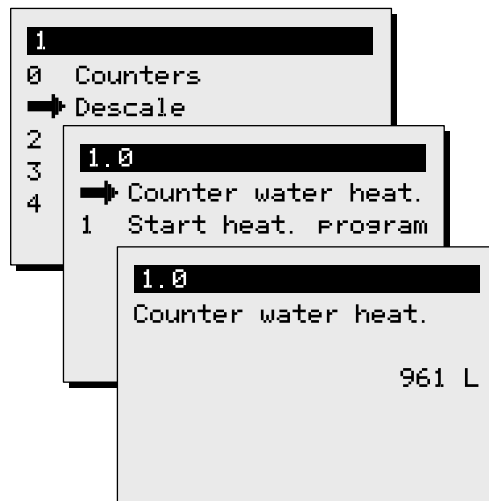 1
0 Counters
Descale
2
3
4
1.0
Counter water heat.
1 Start heat. program
1.0
Counter water heat.
961 L